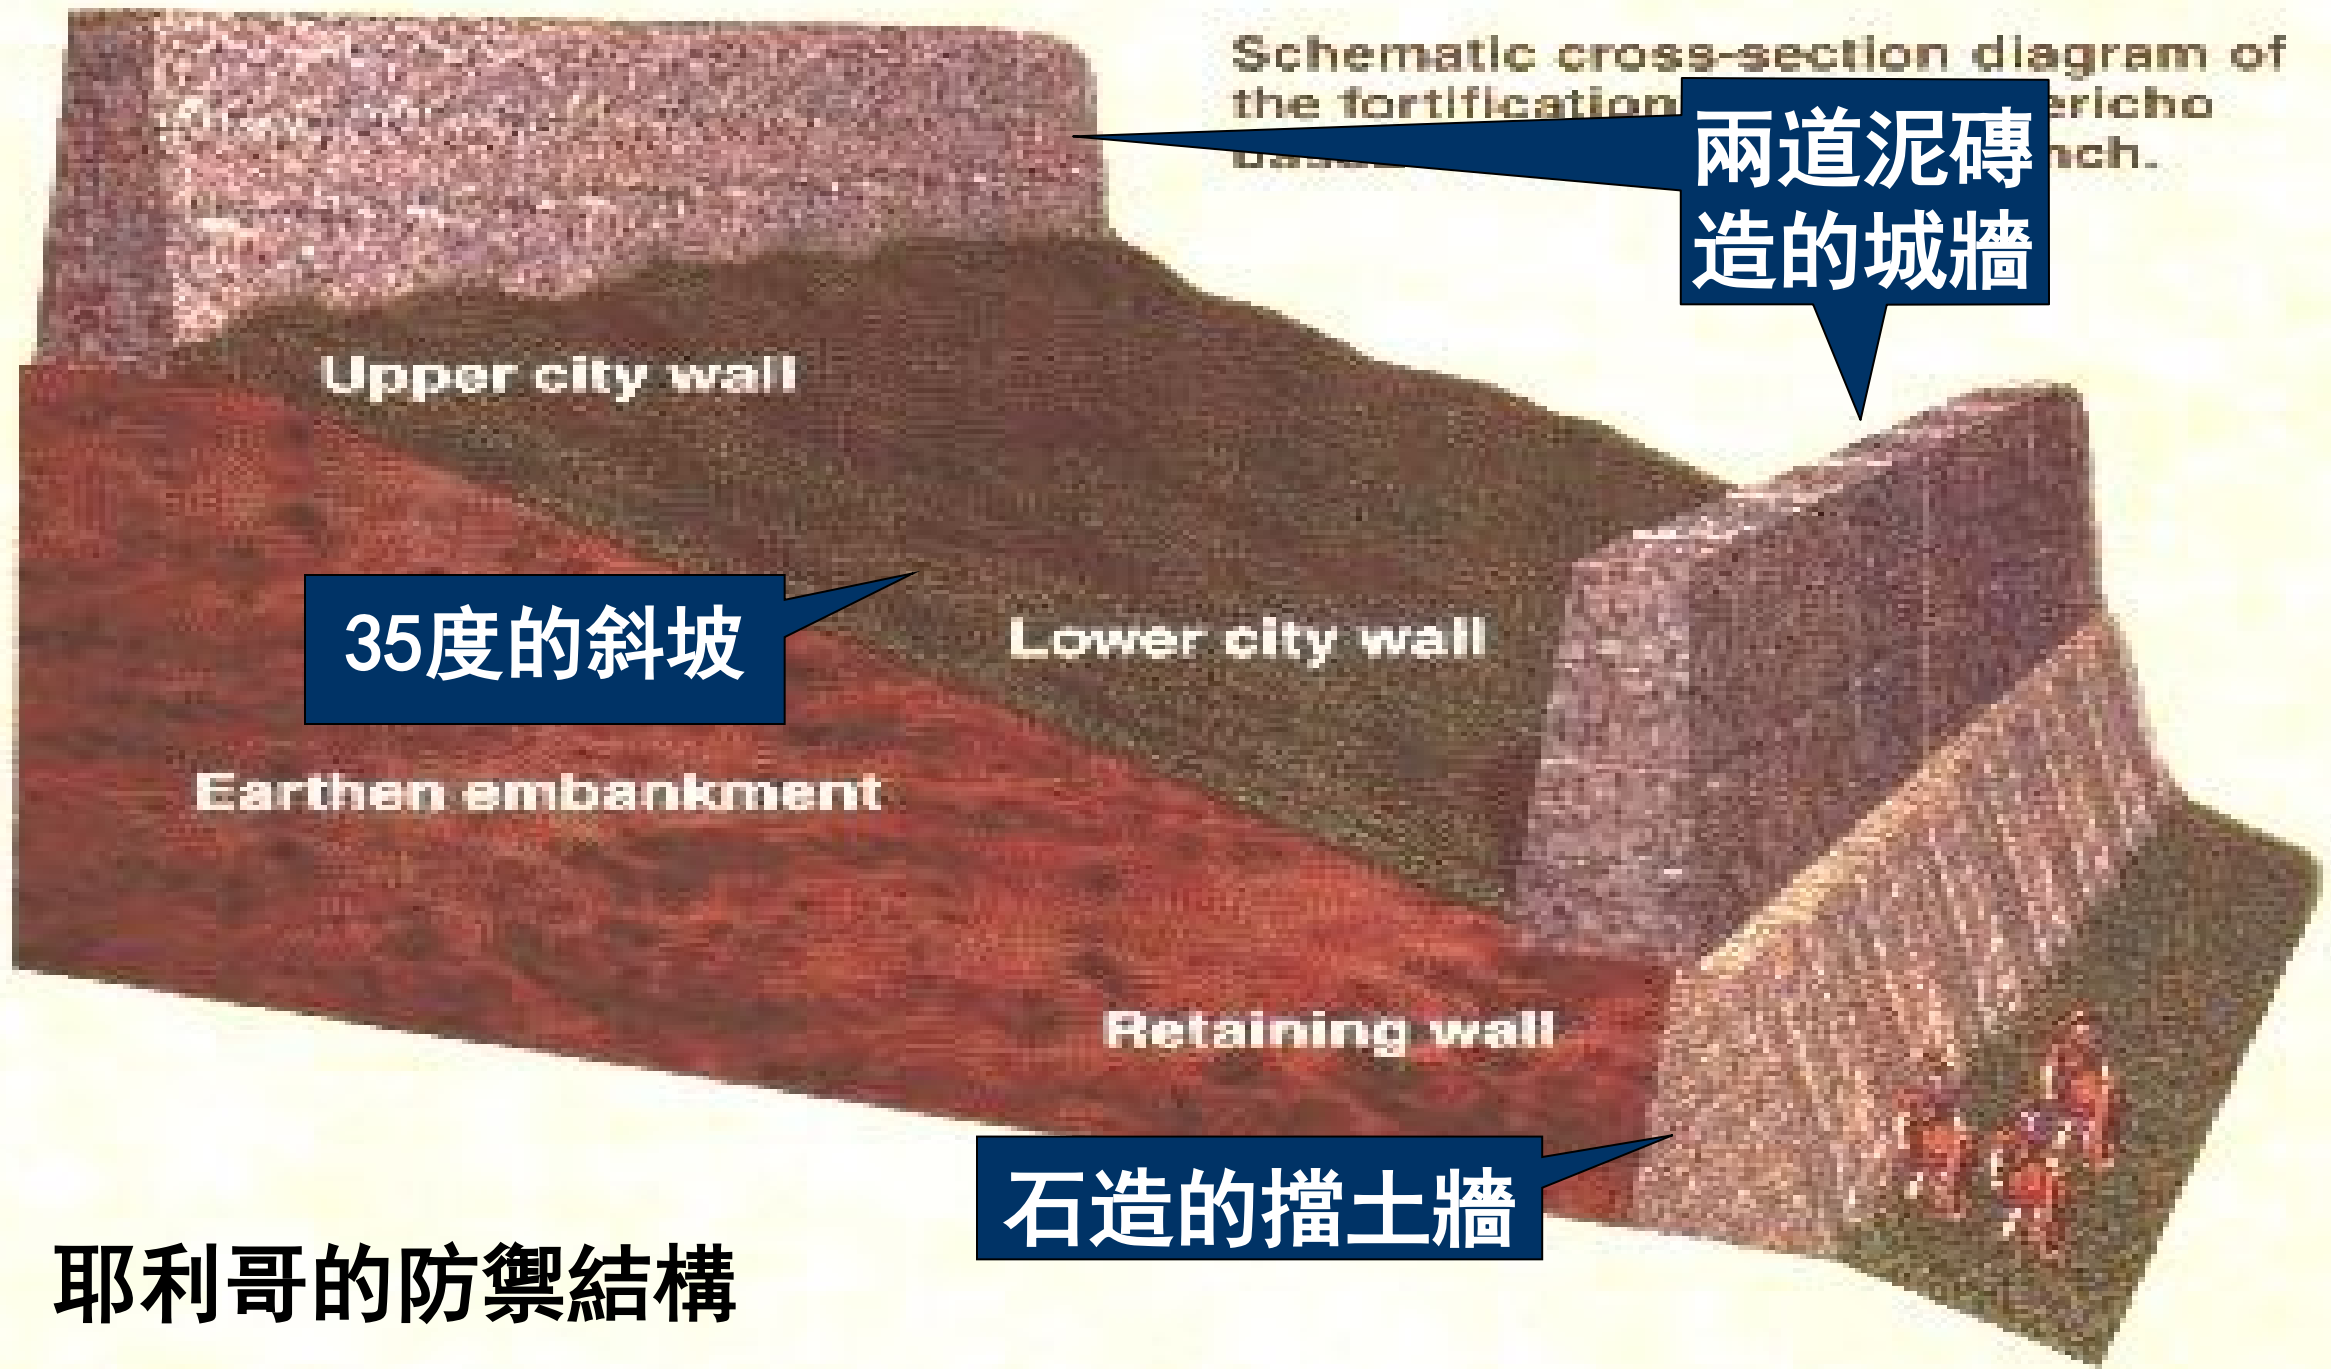 Schematic cross-section diagram of
the fortification
兩道泥磚
造的城牆
Upper city wall
35度的斜坡
Lower city wall
Earthen embankment
Retaining wall
石造的擋土牆
耶利哥的防禦結構